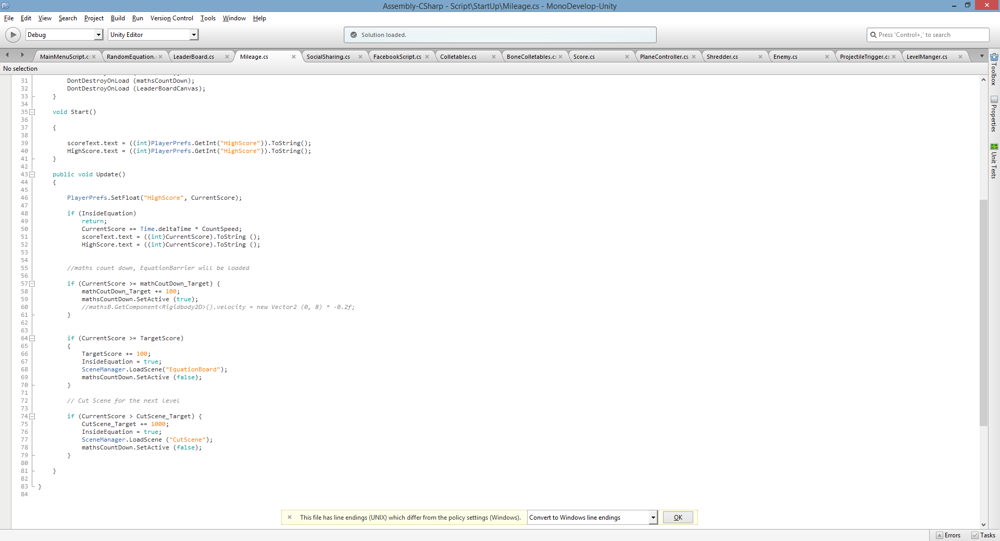 Assembly-CSharp - Script\StartUp\Mileage.cs - MonoDevelop-Unity
File Edit View Search Project Build Run Version Control Tools Window Help
Debug Unity Editor Solution loaded. Press 'Control+,' to search
MainMenuScript.cs RandomEquation. LeaderBoard.cs Mileage.cs SocialSharing.cs FacebookScript.cs Colletables.cs BoneColletables.cs Score.cs PlaneController.cs Shredder.cs Enemy.cs ProjectileTrigger.cs LevelManger.cs
No selection
31 DontDestroyOnLoad (mathsCountDown);
32 DontDestroyOnLoad (LeaderBoardCanvas);
33 }
34
35 void Start()
36
37 {
38
39 scoreText.text = ((int)PlayerPrefs.GetInt("HighScore")).ToString();
40 HighScore.text = ((int)PlayerPrefs.GetInt("HighScore")).ToString();
41 }
42
43 public void Update()
44 {
45
46 PlayerPrefs.SetFloat("HighScore", CurrentScore);
47
48 if (InsideEquation)
49 return;
50 CurrentScore += Time.deltaTime * CountSpeed;
51 scoreText.text = ((int)CurrentScore).ToString ();
52 HighScore.text = ((int)CurrentScore).ToString ();
53
54
55 //maths count down, EquationBarrier will be loaded
56
57 if (CurrentScore >= mathCoutDown_Target) {
58 mathCoutDown_Target += 100;
59 mathsCountDown.SetActive (true);
60 //mathsB.GetComponent<Rigidbody2D>().velocity = new Vector2 (0, 8) * -0.2f;
61 }
62
63
64 if (CurrentScore >= TargetScore)
65 {
66 TargetScore += 100;
67 InsideEquation = true;
68 SceneManager.LoadScene("EquationBoard");
69 mathsCountDown.SetActive (false);
70 }
71
72 // Cut Scene for the next level
73
74 if (CurrentScore > CutScene_Target) {
75 CutScene_Target += 1000;
76 InsideEquation = true;
77 SceneManager.LoadScene ("CutScene");
78 mathsCountDown.SetActive (false);
79 }
80
81 }
82
83 }
84
This file has line endings (UNIX) which differ from the policy settings (Windows). Convert to Windows line endings OK
Toolbox
Properties
Unit Tests
Errors Tasks